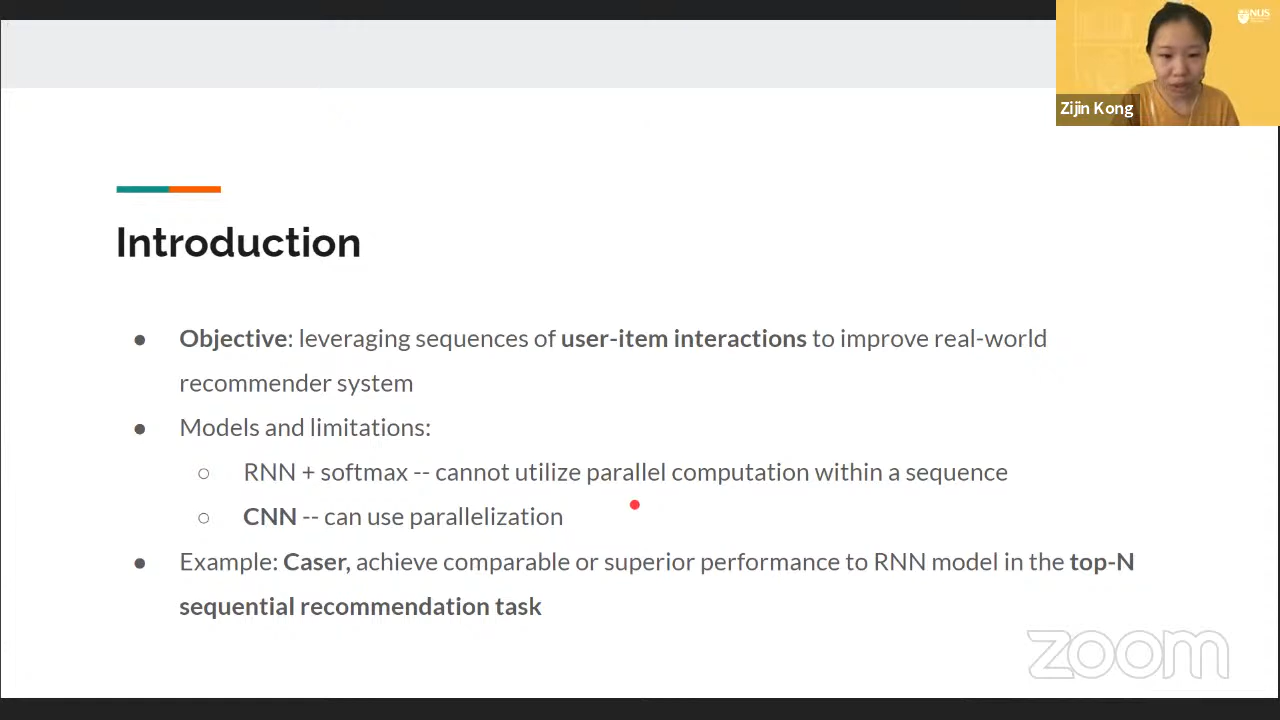 NUS
Zijin Kong
Introduction
● Objective: leveraging sequences of user-item interactions to improve real-world
recommender system
● Models and limitations:
○ RNN + softmax -- cannot utilize parallel computation within a sequence
○ CNN -- can use parallelization
● Example: Caser, achieve comparable or superior performance to RNN model in the top-N
sequential recommendation task
zoom